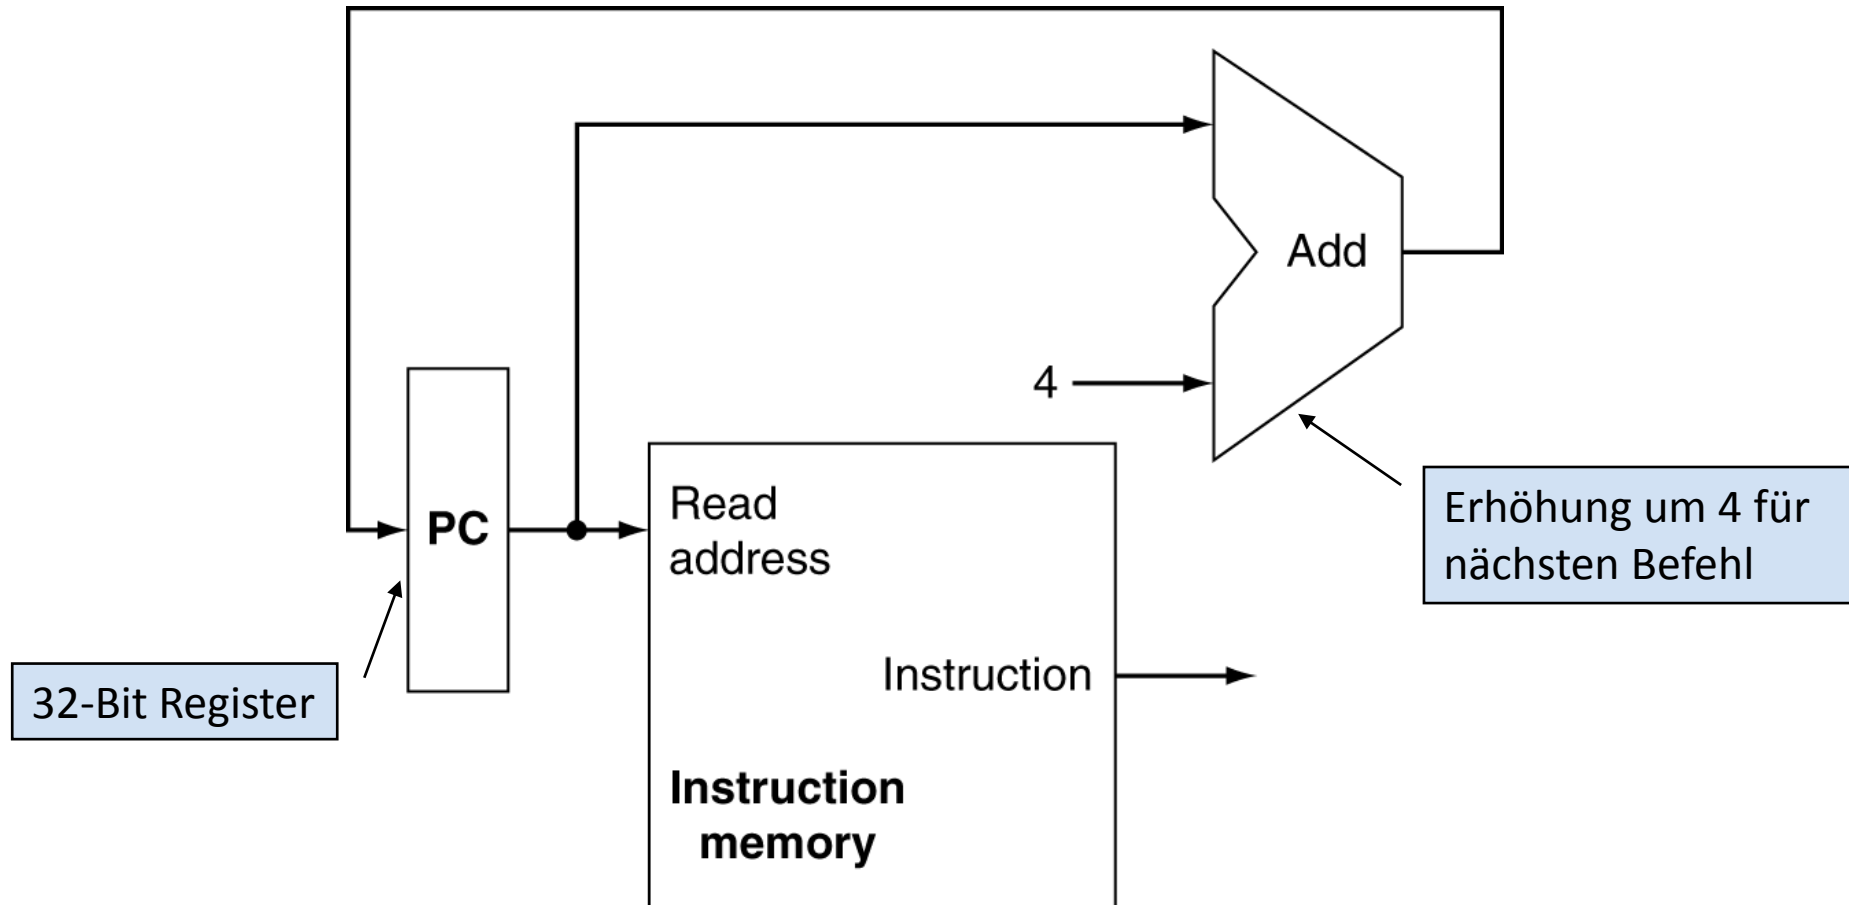 Add
4
PC
Read
address
Erhöhung um 4 für
nächsten Befehl
Instruction
32-Bit Register
Instruction
memory